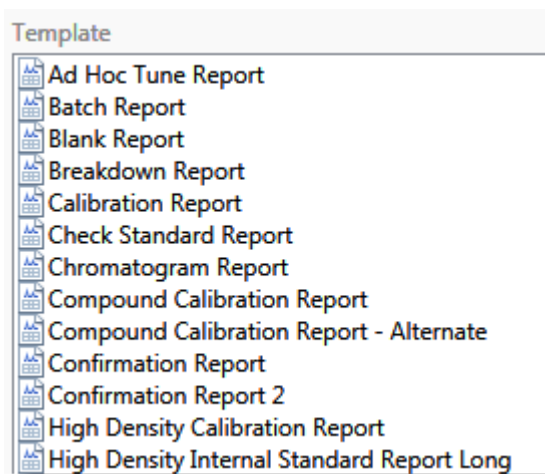 Template
Ad Hoc Tune Report
Batch Report
Blank Report
Breakdown Report
Calibration Report
Check Standard Report
Chromatogram Report
Compound Calibration Report
Compound Calibration Report - Alternate
Confirmation Report
Confirmation Report 2
High Density Calibration Report
High Density Internal Standard Report Long